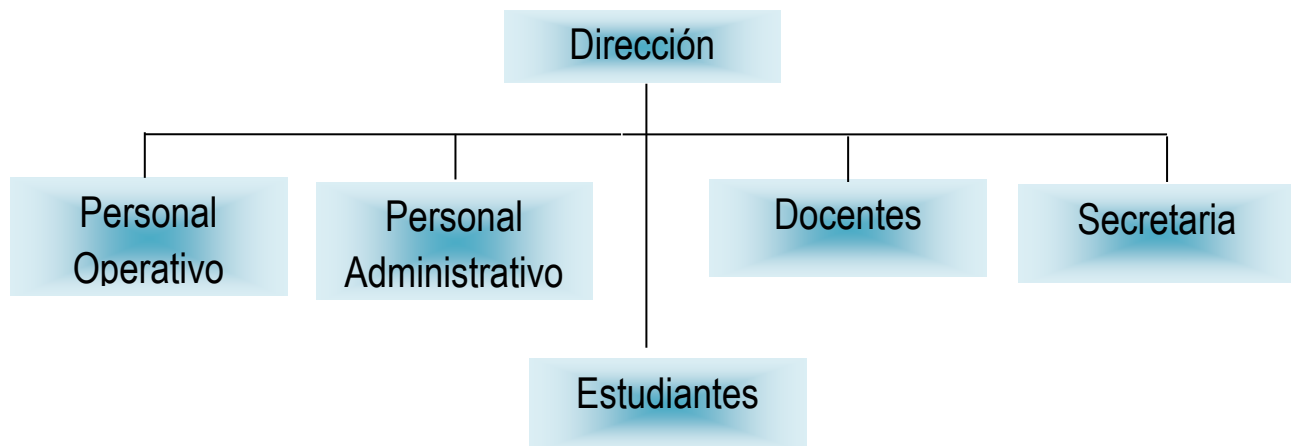 Dirección
Personal
Operativo
Personal
Administrativo
Docentes
Secretaria
Estudiantes